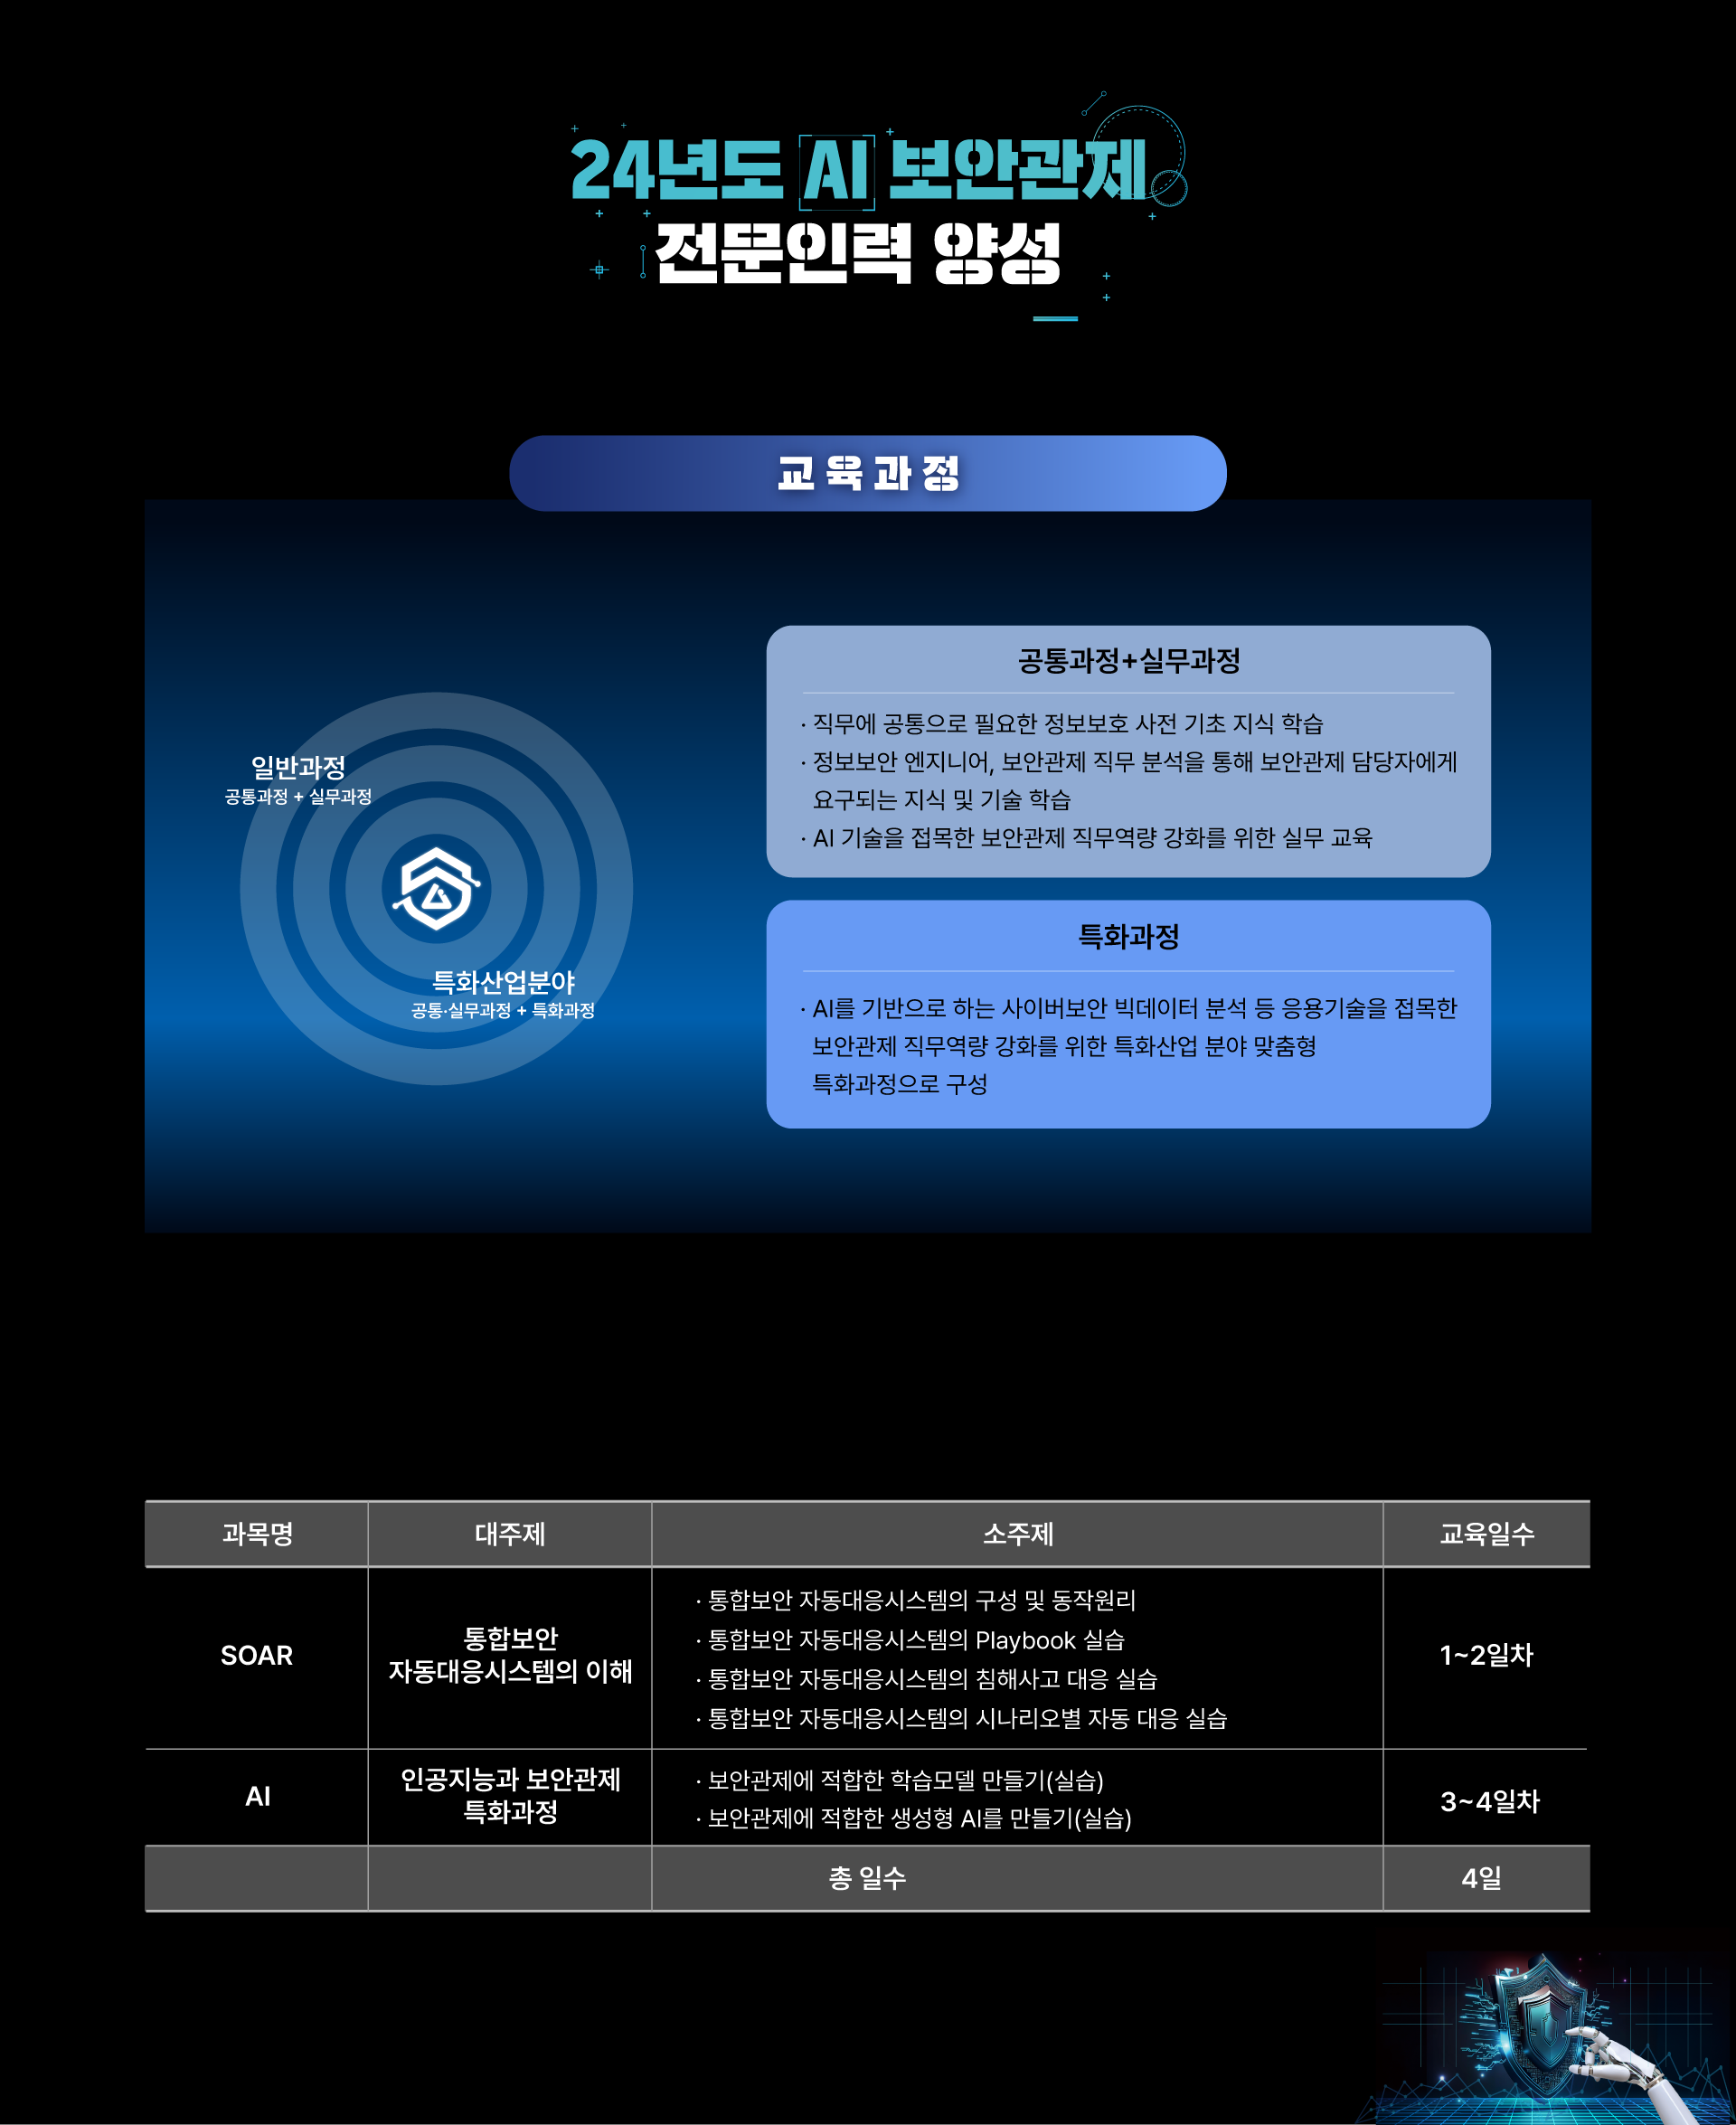 24년도 AI 보안관제
전문인력 양성
교육과정
일반과정
공통과정 + 실무과정
특화산업분야
공통·실무과정 + 특화과정
공통과정+실무과정
· 직무에 공통으로 필요한 정보보호 사전 기초 지식 학습
· 정보보안 엔지니어, 보안관제 직무 분석을 통해 보안관제 담당자에게
요구되는 지식 및 기술 학습
· AI 기술을 접목한 보안관제 직무역량 강화를 위한 실무 교육
특화과정
· AI를 기반으로 하는 사이버보안 빅데이터 분석 등 응용기술을 접목한
보안관제 직무역량 강화를 위한 특화산업 분야 맞춤형
특화과정으로 구성
과목명 대주제 소주제 교육일수
SOAR
통합보안
자동대응시스템의 이해
· 통합보안 자동대응시스템의 구성 및 동작원리
· 통합보안 자동대응시스템의 Playbook 실습
· 통합보안 자동대응시스템의 침해사고 대응 실습
· 통합보안 자동대응시스템의 시나리오별 자동 대응 실습
1~2일차
AI
인공지능과 보안관제
특화과정
· 보안관제에 적합한 학습모델 만들기(실습)
· 보안관제에 적합한 생성형 AI를 만들기(실습)
3~4일차
총 일수 4일